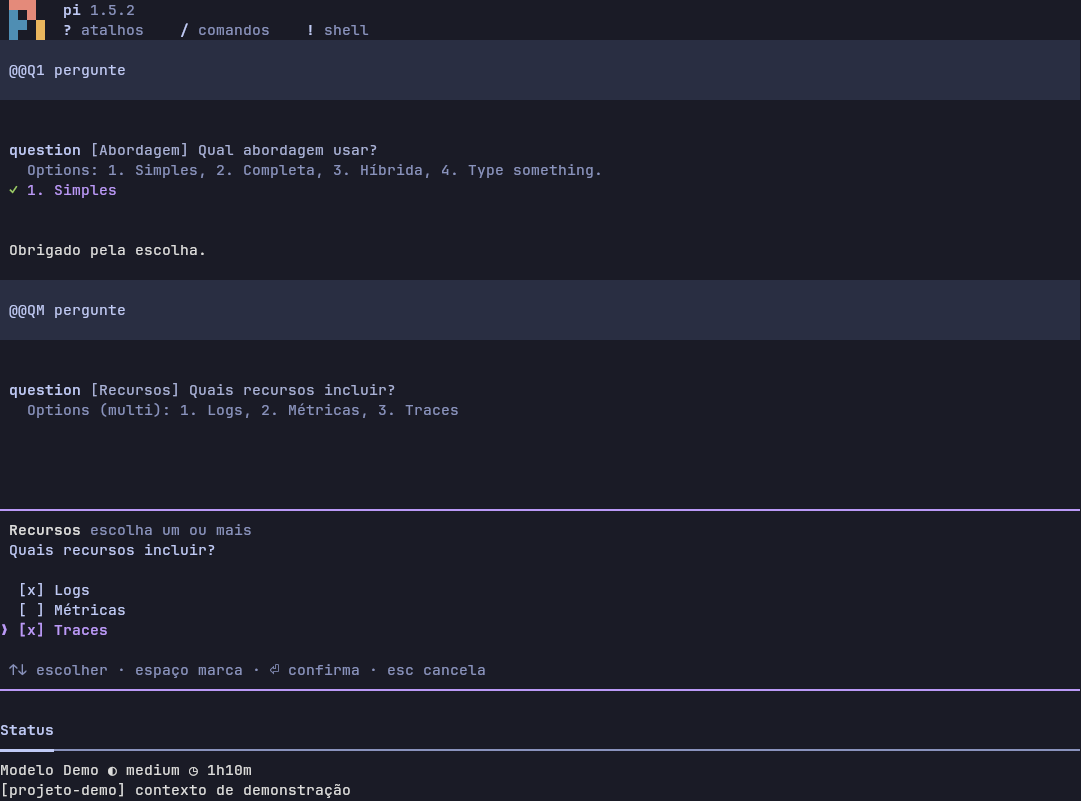 pi 1.5.2
? atalhos / comandos ! shell
@@Q1 pergunte
question [Abordagem] Qual abordagem usar?
Options: 1. Simples, 2. Completa, 3. Híbrida, 4. Type something.
✓ 1. Simples
Obrigado pela escolha.
@@QM pergunte
question [Recursos] Quais recursos incluir?
Options (multi): 1. Logs, 2. Métricas, 3. Traces
Recursos escolha um ou mais
Quais recursos incluir?
[x] Logs
[ ] Métricas
❯ [x] Traces
↑↓ escolher · espaço marca · ⏎ confirma · esc cancela
Status
Modelo Demo ◐ medium ◷ 1h10m
[projeto-demo] contexto de demonstração